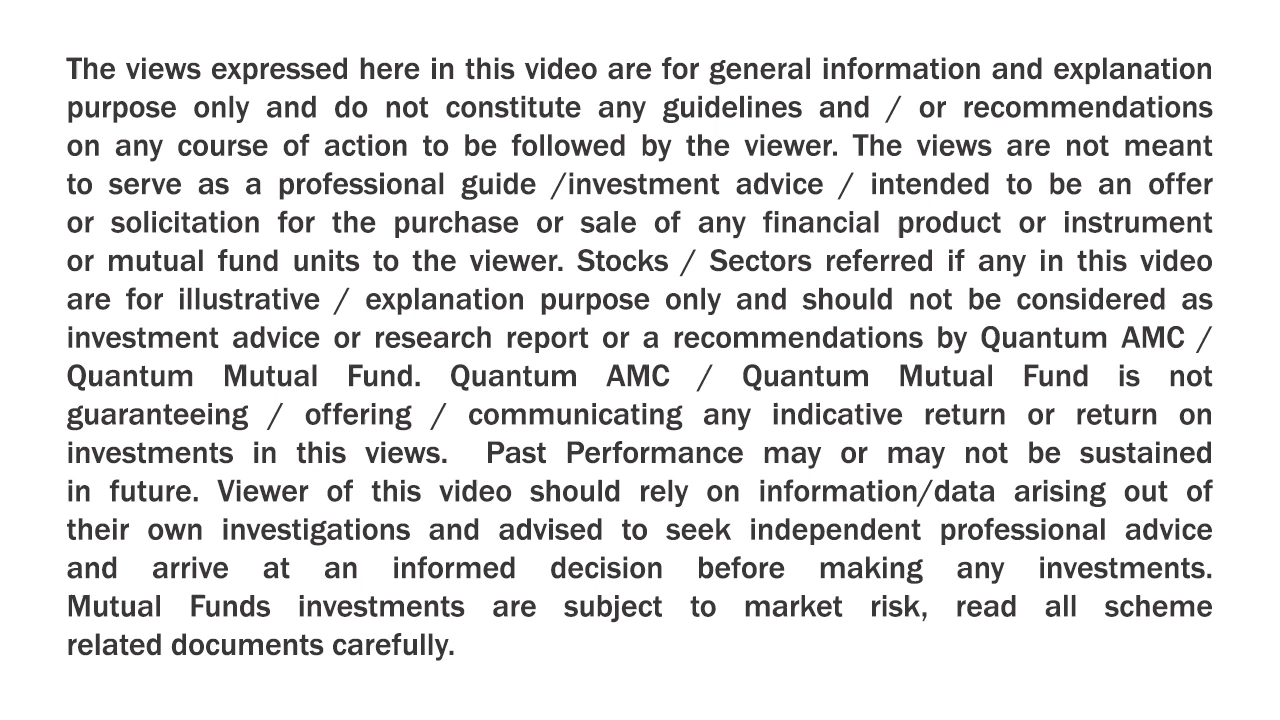 The views expressed here in this video are for general information and explanation
purpose only and do not constitute any guidelines and / or recommendations
on any course of action to be followed by the viewer. The views are not meant
to serve as a professional guide /investment advice / intended to be an offer
or solicitation for the purchase or sale of any financial product or instrument
or mutual fund units to the viewer. Stocks / Sectors referred if any in this video
are for illustrative / explanation purpose only and should not be considered as
investment advice or research report or a recommendations by Quantum AMC /
Quantum Mutual Fund. Quantum AMC / Quantum Mutual Fund is not
guaranteeing / offering / communicating any indicative return or return on
investments in this views.  Past Performance may or may not be sustained
in future. Viewer of this video should rely on information/data arising out of
their own investigations and advised to seek independent professional advice
and arrive at an informed decision before making any investments.
Mutual Funds investments are subject to market risk, read all scheme
related documents carefully.